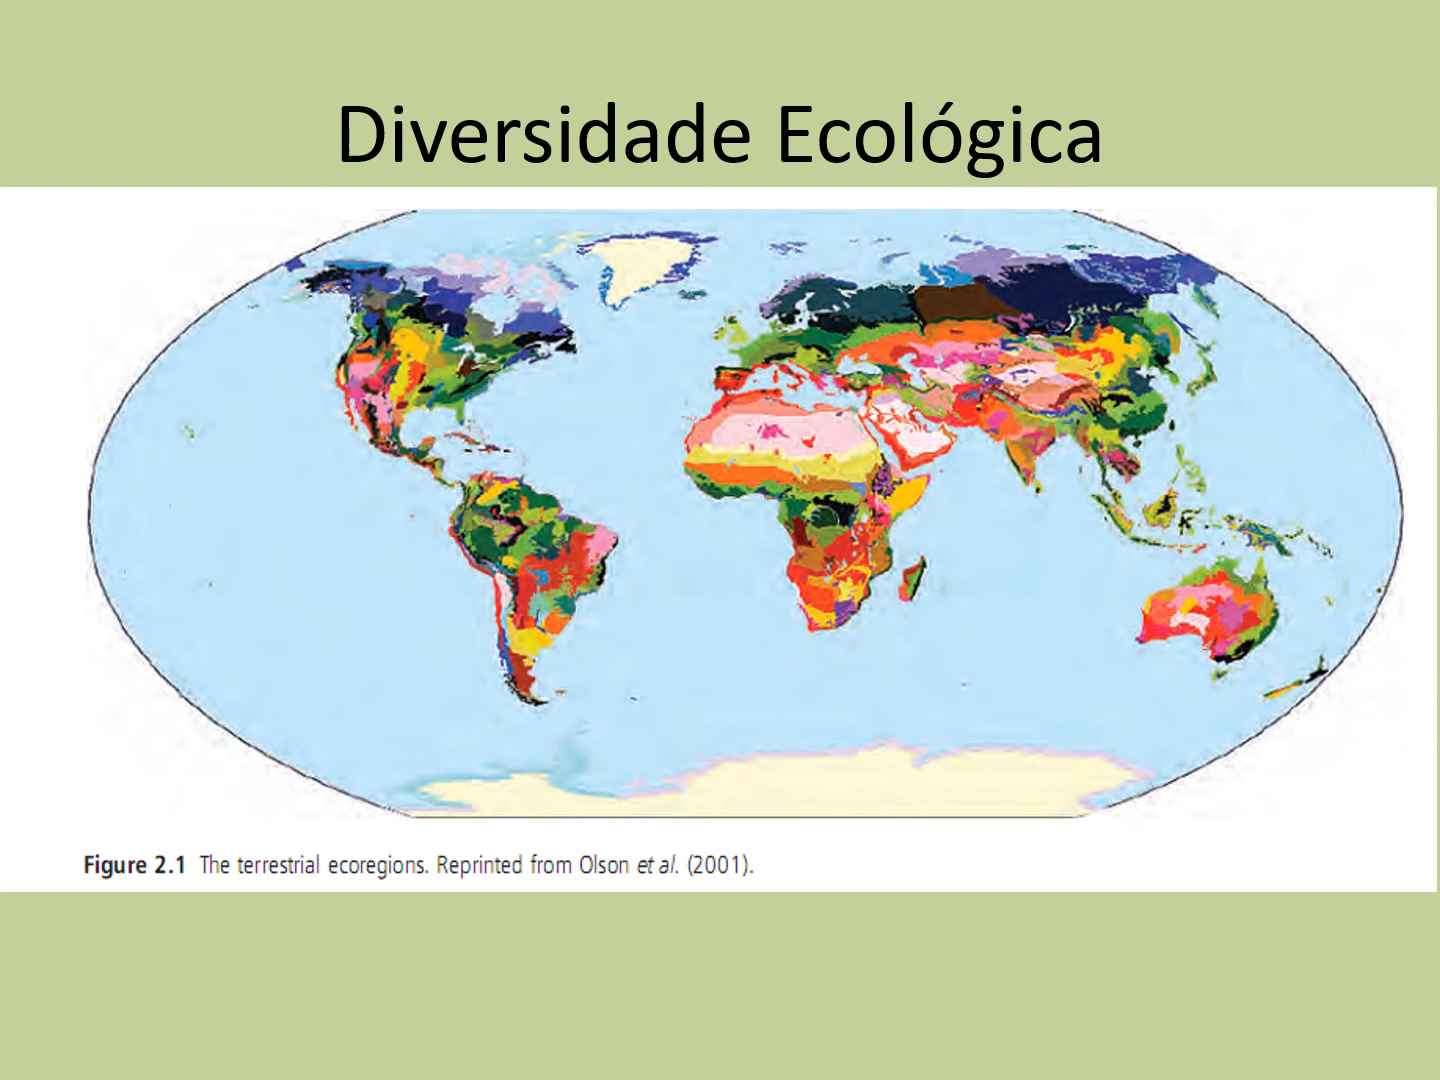 Diversidade Ecológica
Figure 2.1 The terrestrial ecoregions. Reprinted from Olson et al. (2001).